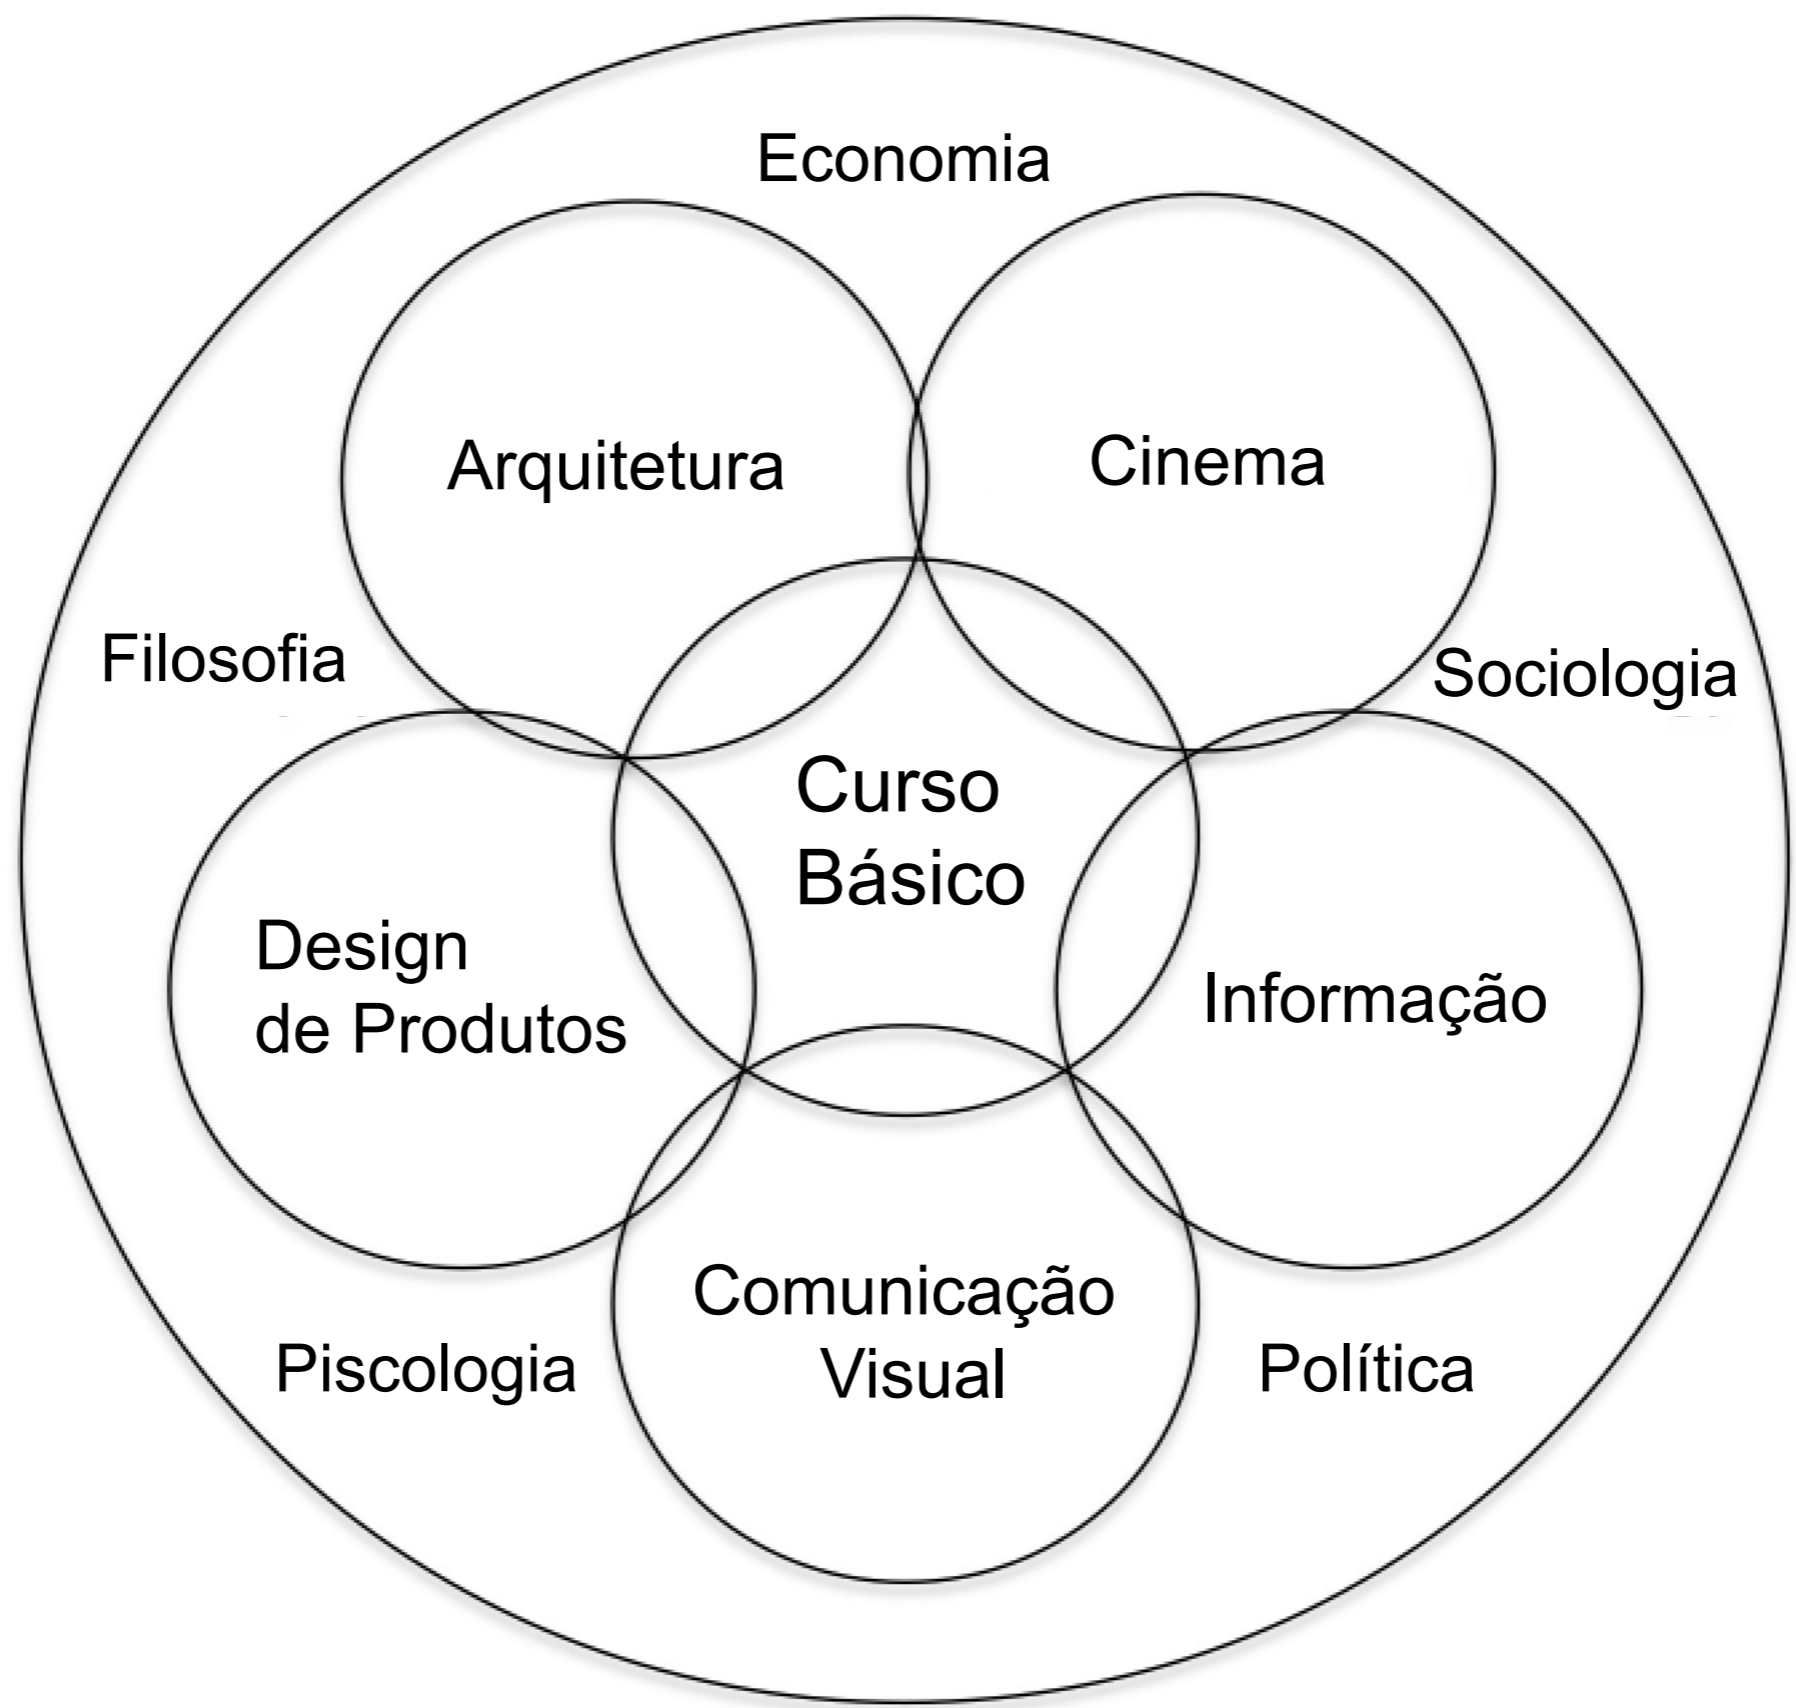 Economia
Arquitetura
Cinema
Filosofia
Sociologia
Curso
Básico
Design
de Produtos
Informação
Comunicação
Visual
Piscologia
Política